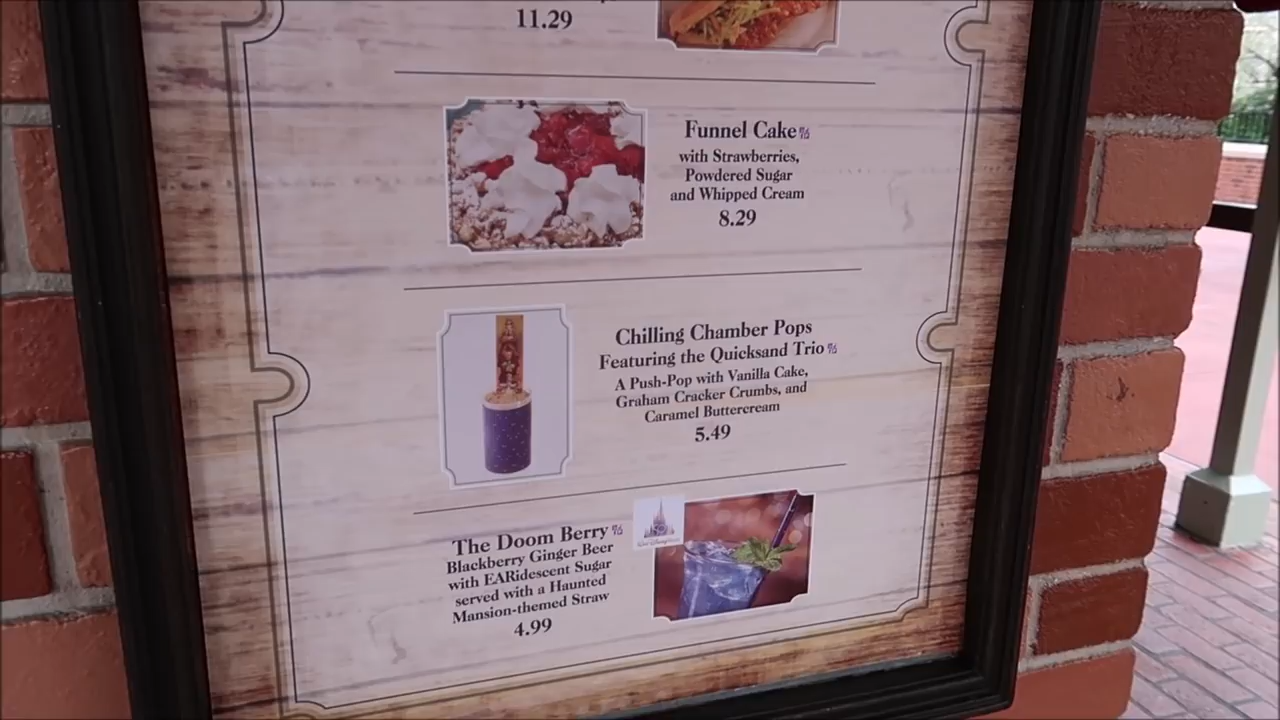 11.29
Funnel Cake
with Strawberries,
Powdered Sugar
and Whipped Cream
8.29
Chilling Chamber Pops
Featuring the Quicksand Trio
A Push-Pop with Vanilla Cake,
Graham Cracker Crumbs, and
Caramel Buttercream
5.49
The Doom Berry
Blackberry Ginger Beer
with EARidescent Sugar
served with a Haunted
Mansion-themed Straw
4.99